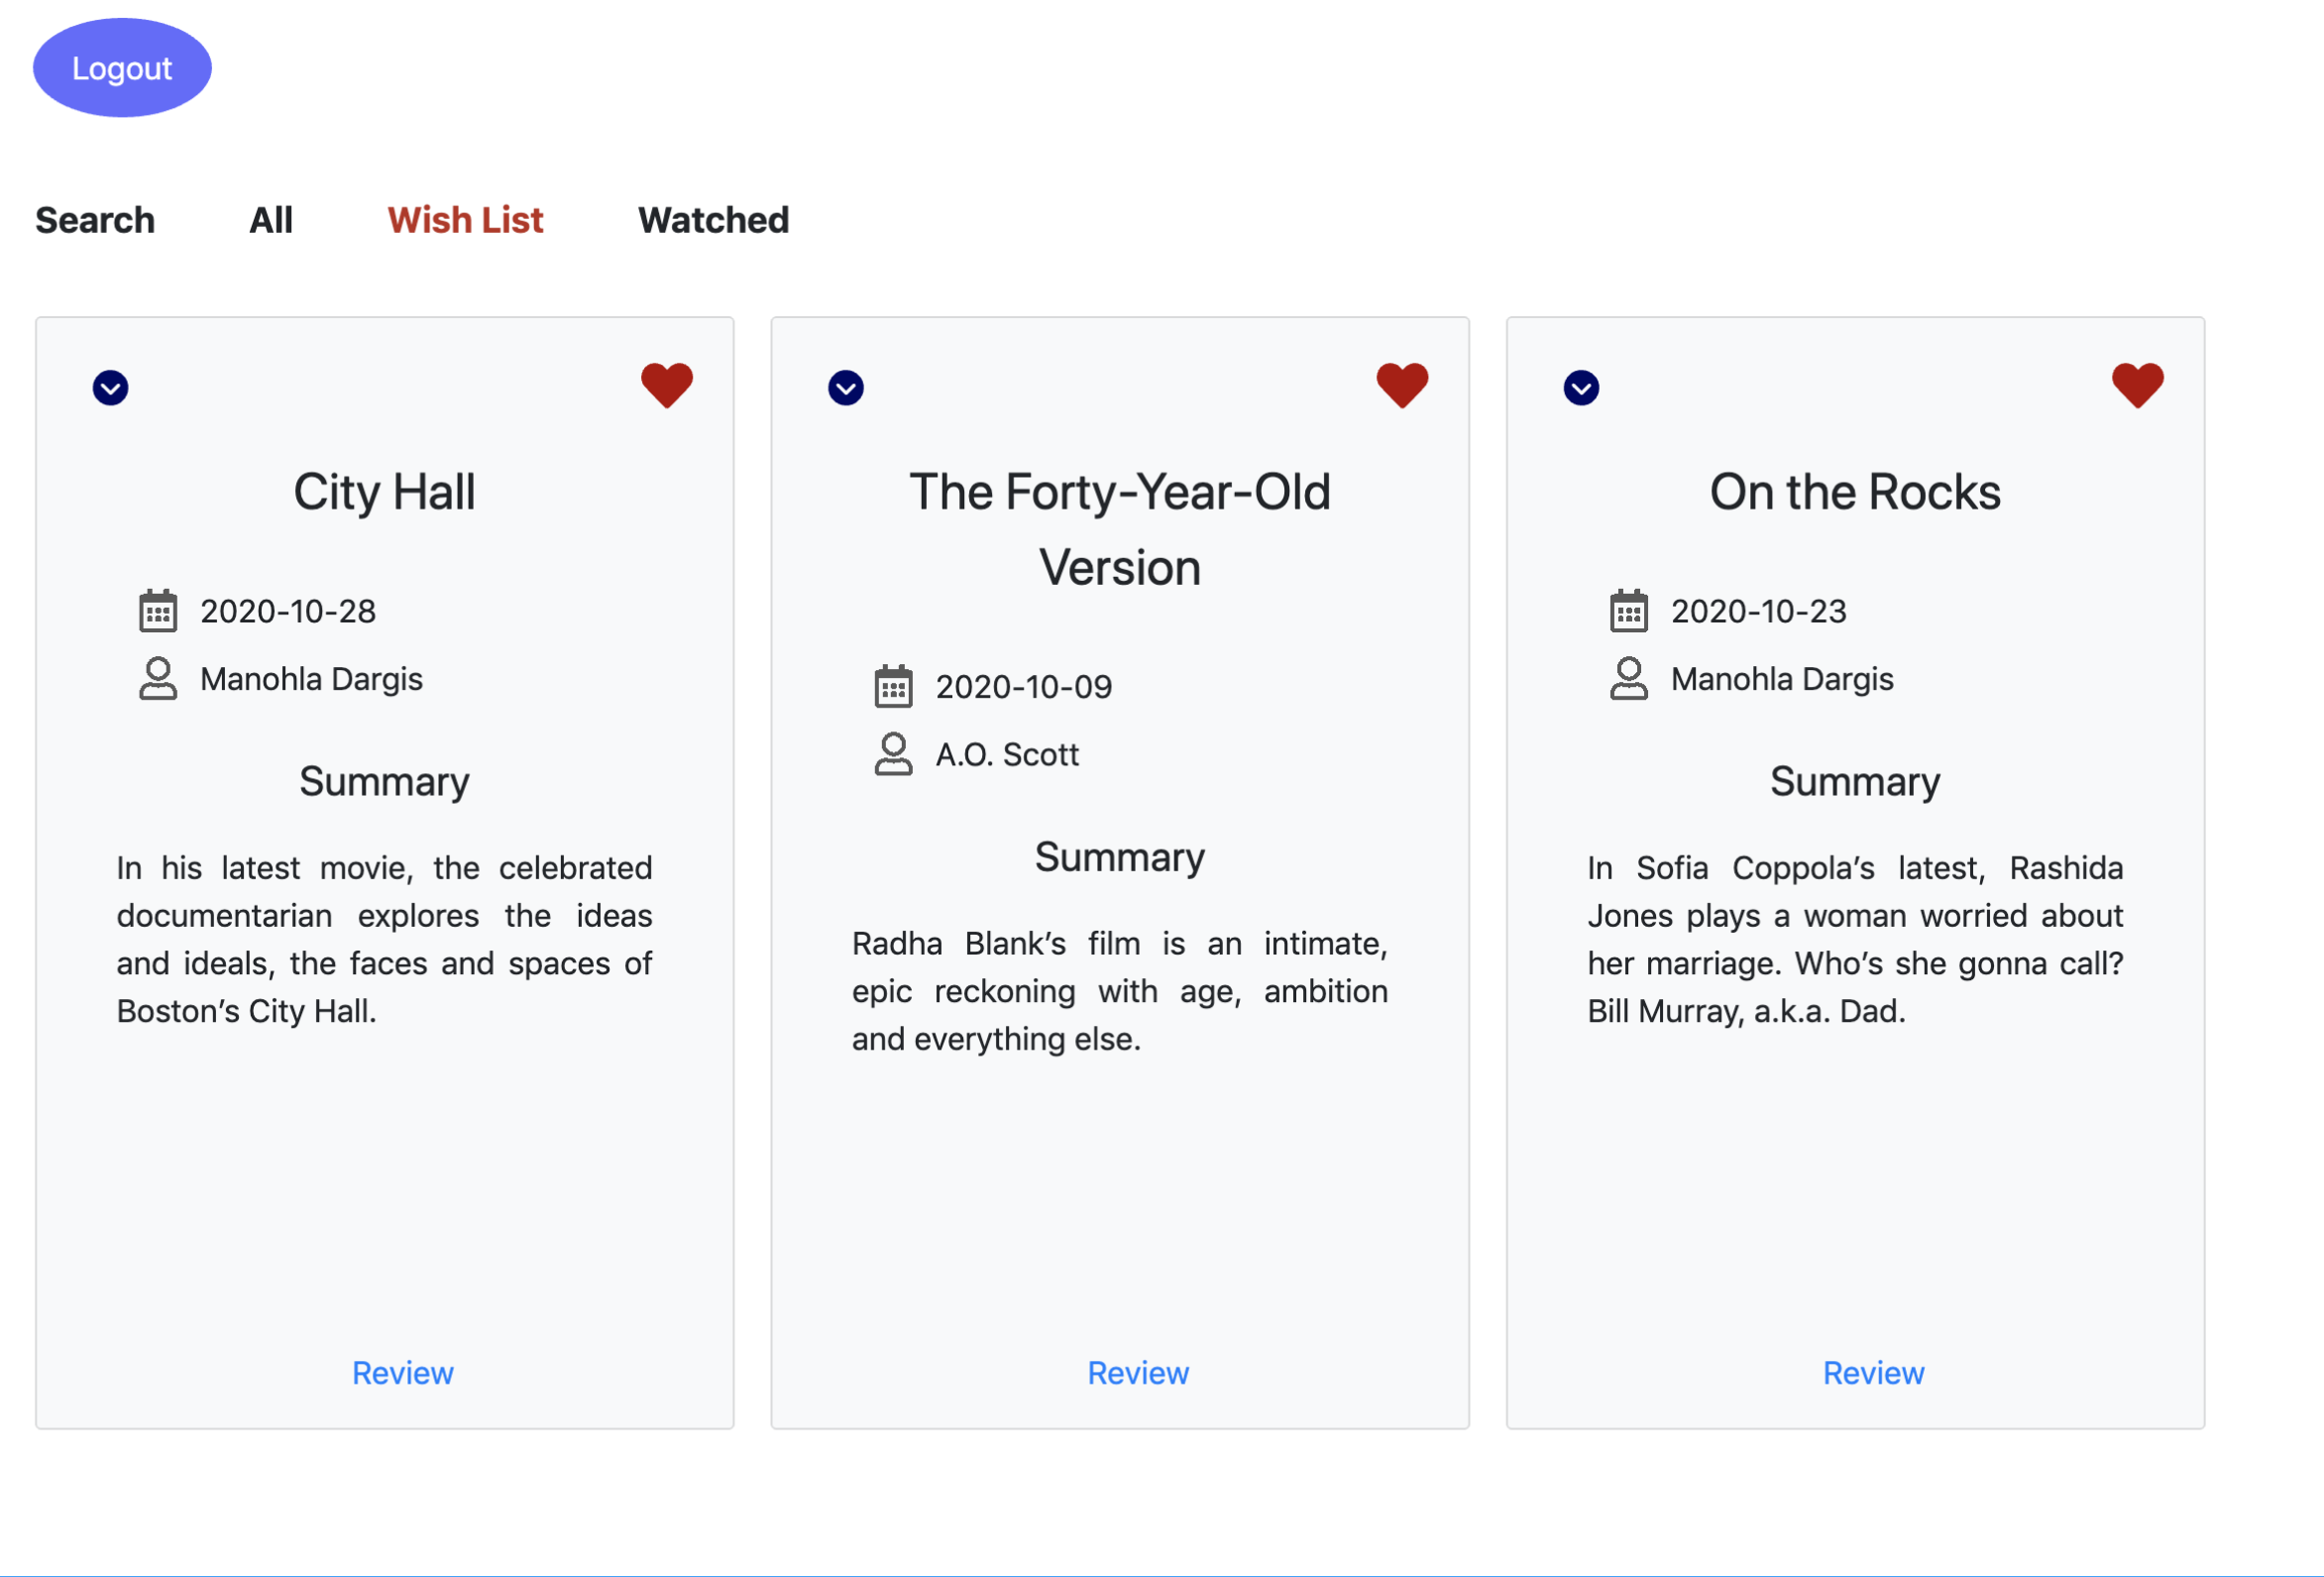 Logout
Search All Wish List Watched
City Hall
2020-10-28
Manohla Dargis
Summary
In his latest movie, the celebrated
documentarian explores the ideas
and ideals, the faces and spaces of
Boston’s City Hall.
Review
The Forty-Year-Old
Version
2020-10-09
A.O. Scott
Summary
Radha Blank’s film is an intimate,
epic reckoning with age, ambition
and everything else.
Review
On the Rocks
2020-10-23
Manohla Dargis
Summary
In Sofia Coppola’s latest, Rashida
Jones plays a woman worried about
her marriage. Who’s she gonna call?
Bill Murray, a.k.a. Dad.
Review